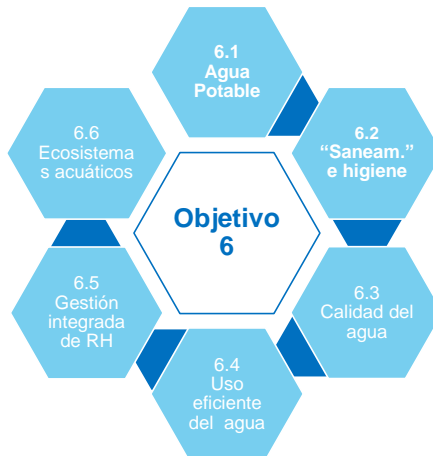 6.1
Agua
Potable
6.2
“Saneam.”
e higiene
6.3
Calidad del
agua
6.4
Uso
eficiente
del agua
6.5
Gestión
integrada
de RH
6.6
Ecosistema
s acuáticos
Objetivo
6